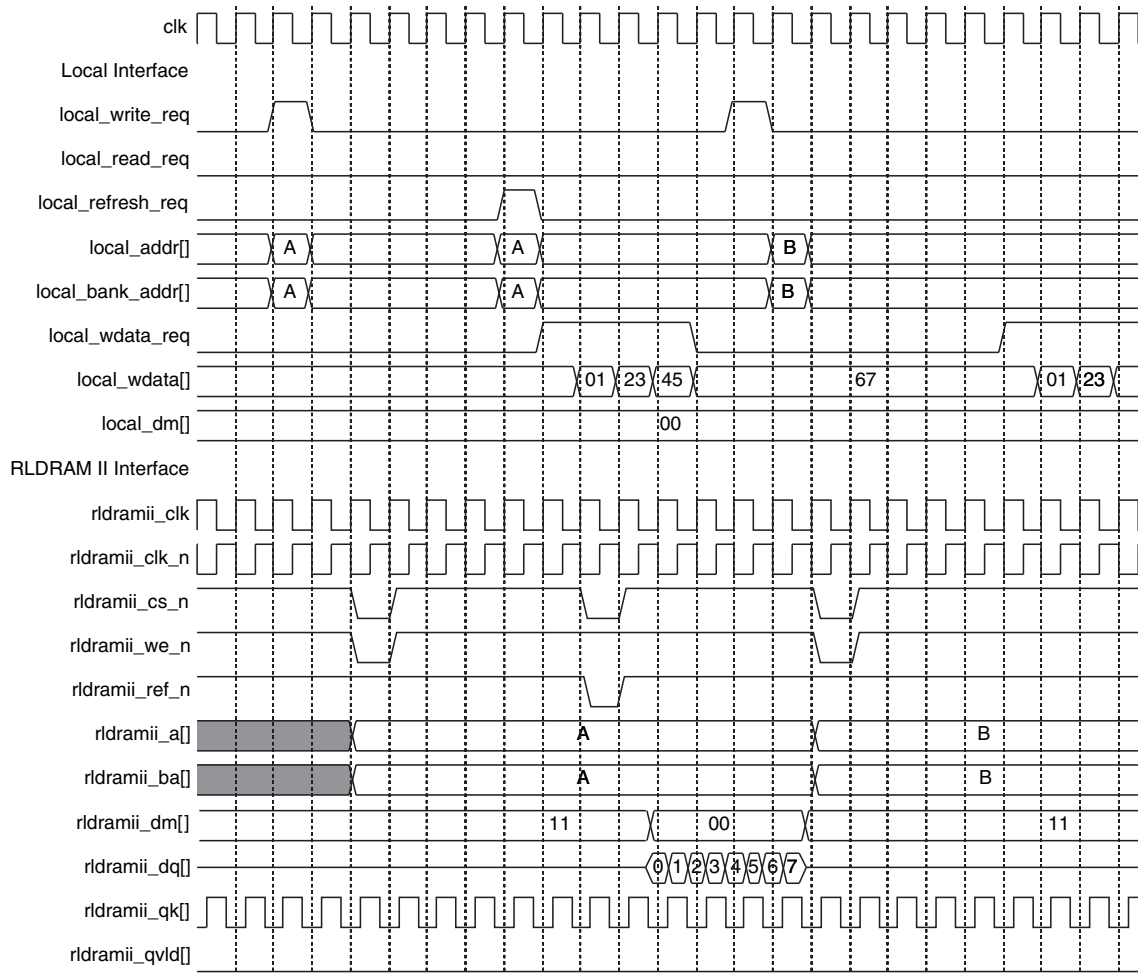 clk
Local Interface
local_write_req
local_read_req
local_refresh_req
local_addr[] A A B
local_bank_addr[] A A B
local_wdata_req
local_wdata[] 01 23 45 67 01 23
local_dm[] 00
RLDRAM II Interface
rldramii_clk
rldramii_clk_n
rldramii_cs_n
rldramii_we_n
rldramii_ref_n
rldramii_a[] A B
rldramii_ba[] A B
rldramii_dm[] 11 00 11
rldramii_dq[] 0 1 2 3 4 5 6 7
rldramii_qk[]
rldramii_qvld[]